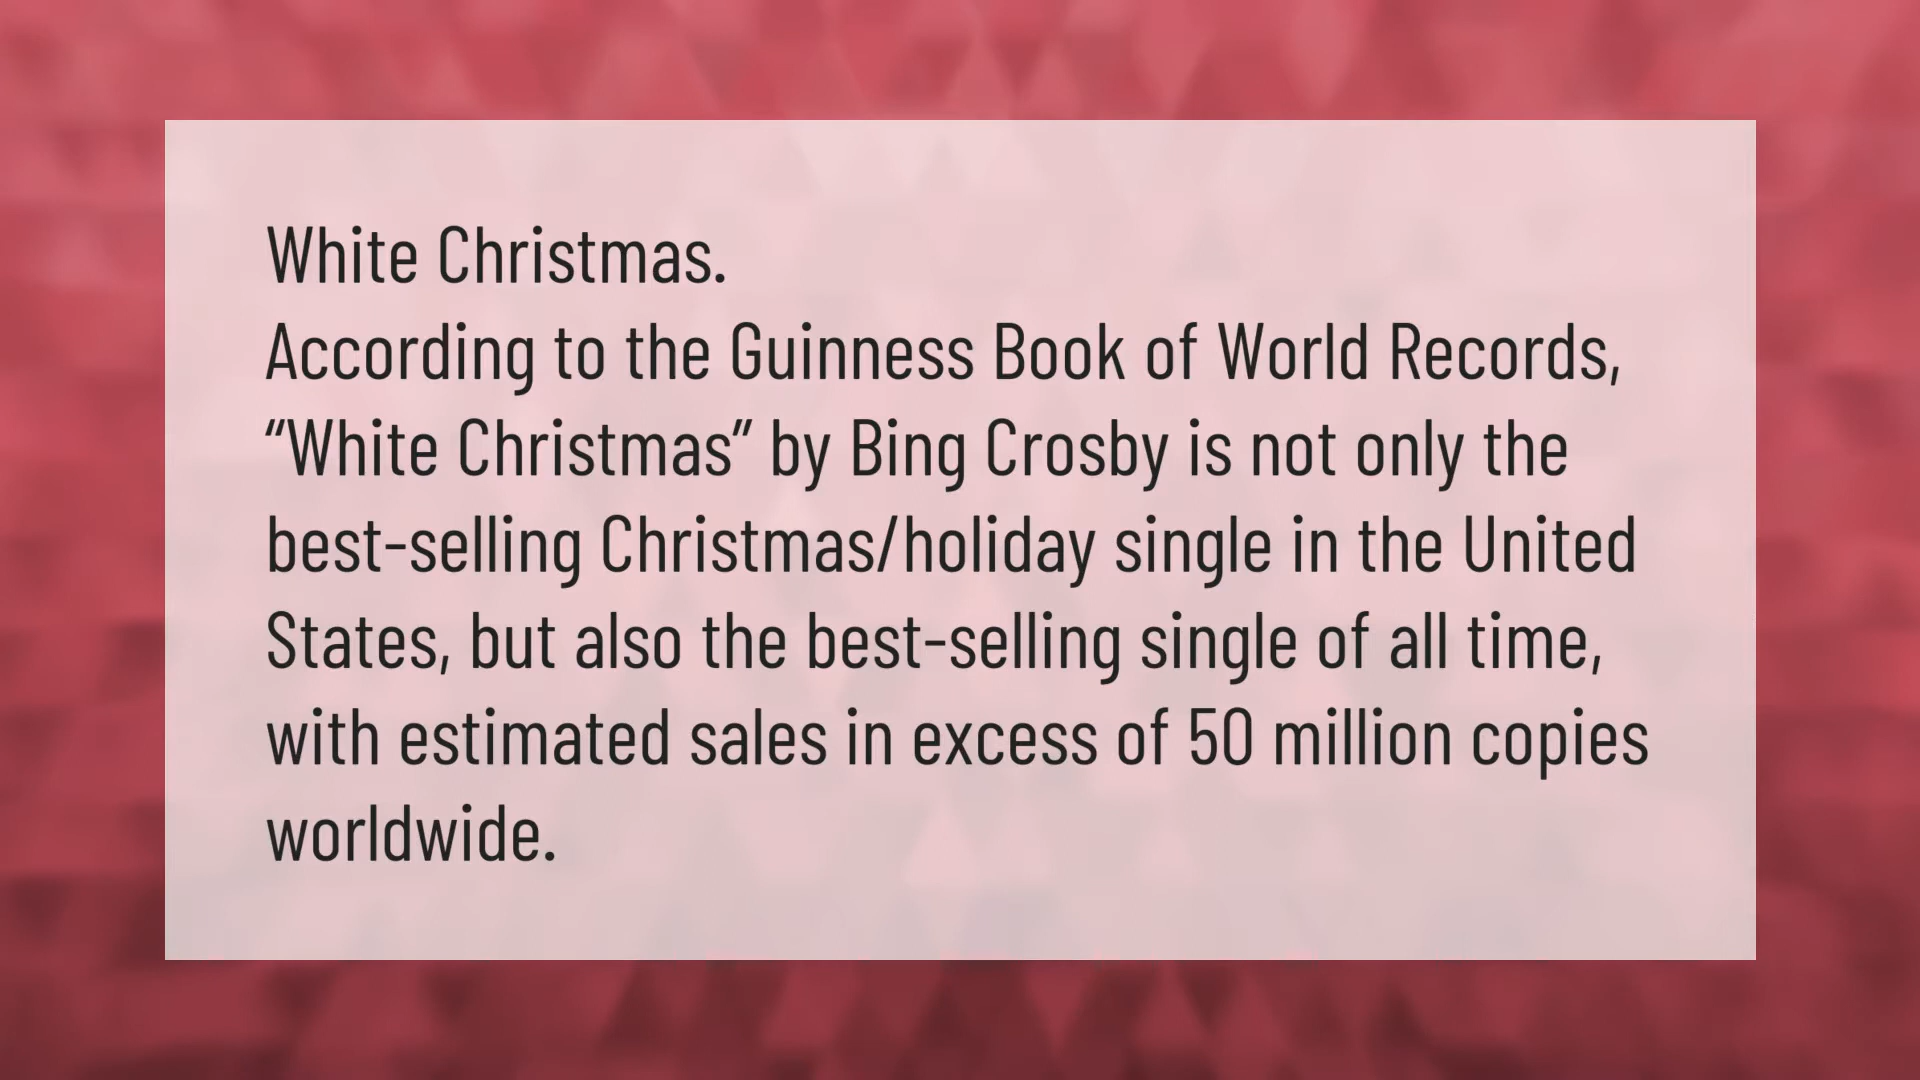 White Christmas.
According to the Guinness Book of World Records,
“White Christmas” by Bing Crosby is not only the
best-selling Christmas/holiday single in the United
States, but also the best-selling single of all time,
with estimated sales in excess of 50 million copies
worldwide.